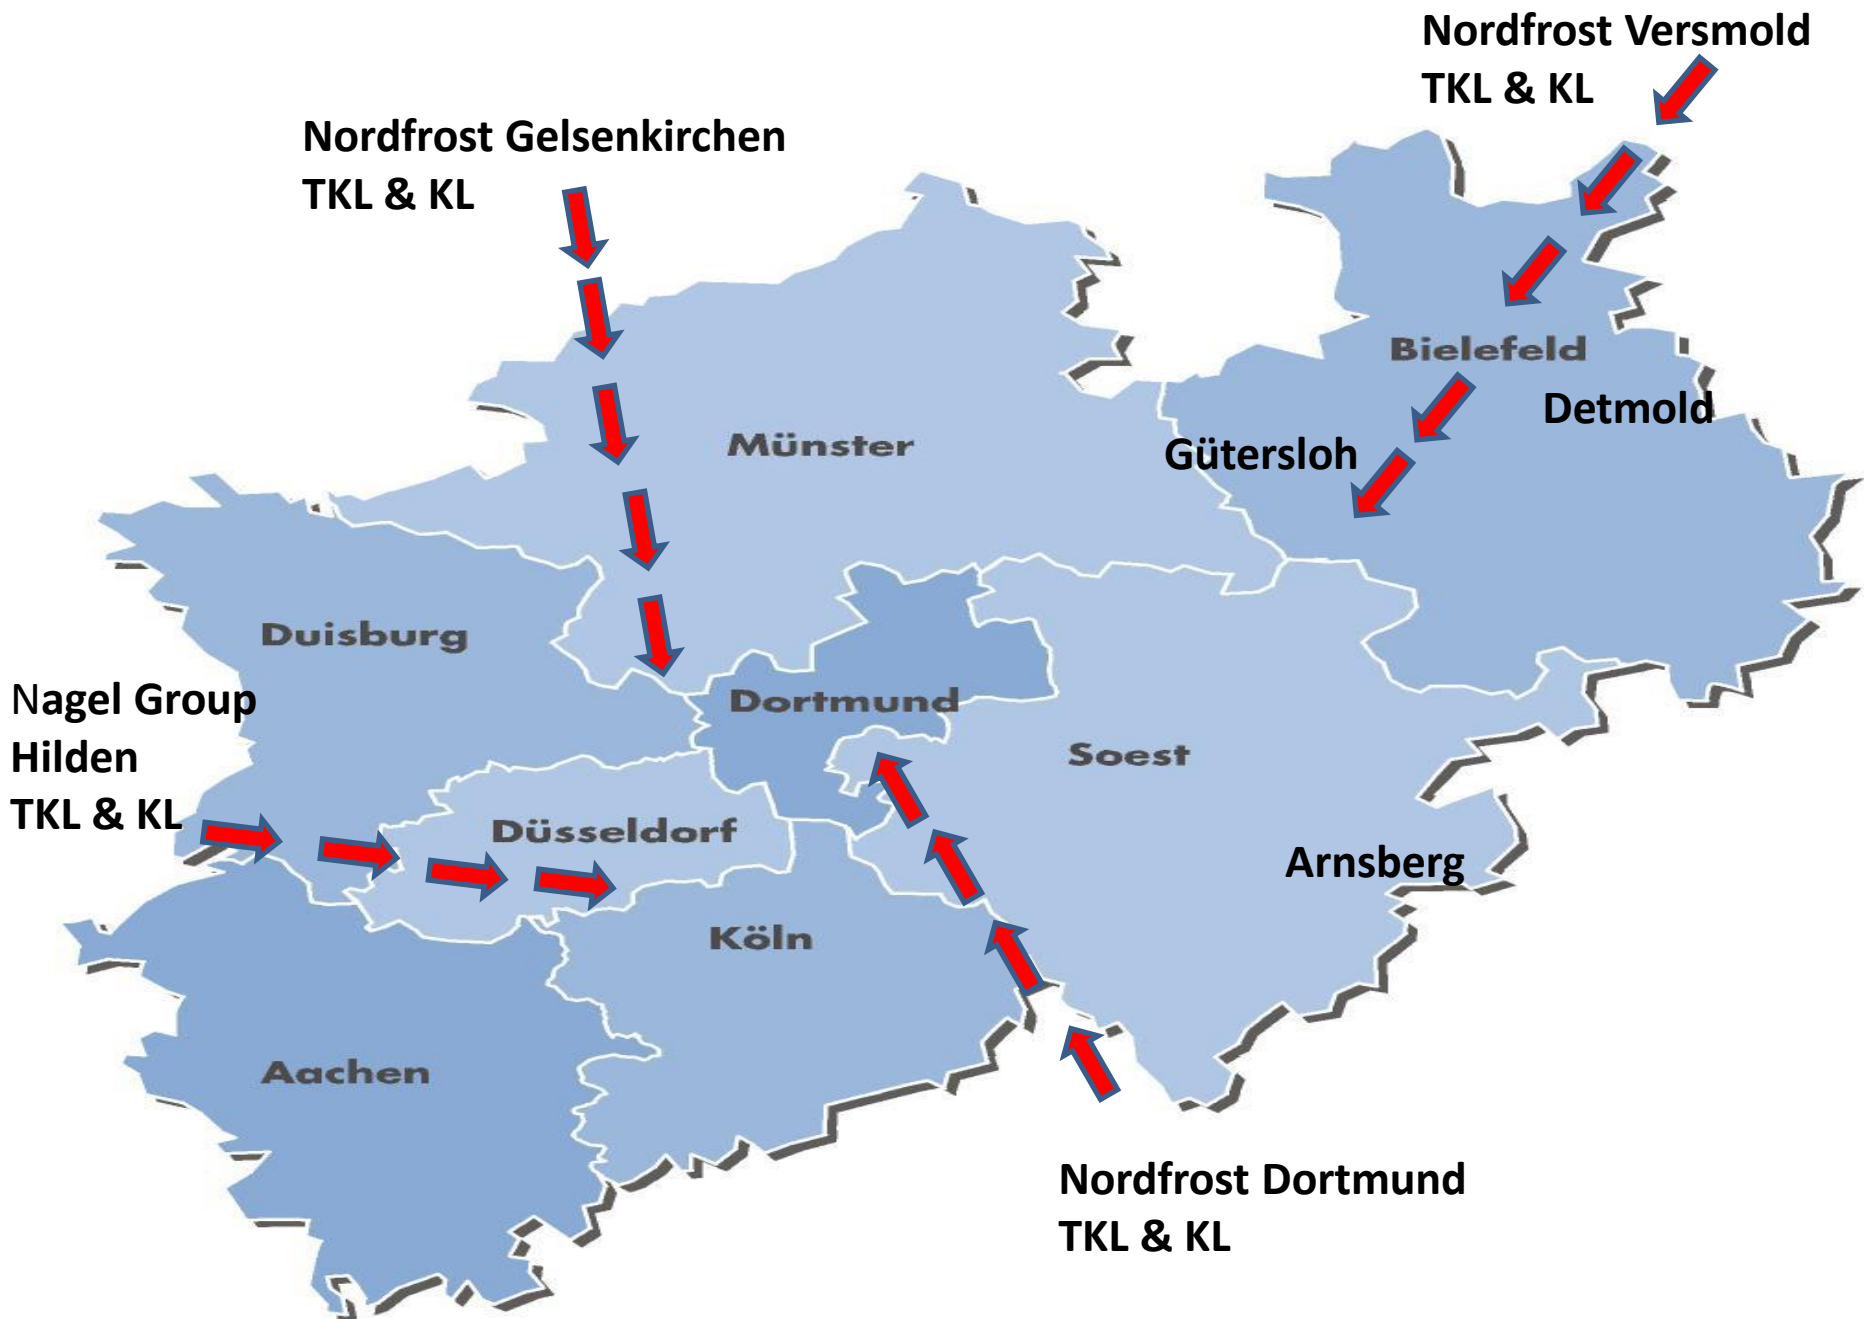 Nordfrost Versmold
TKL & KL
Nordfrost Gelsenkirchen
TKL & KL
Bielefeld
Detmold
Münster
Gütersloh
Duisburg
Nagel Group
Hilden
TKL & KL
Dortmund
Soest
Düsseldorf
Arnsberg
Köln
Aachen
Nordfrost Dortmund
TKL & KL